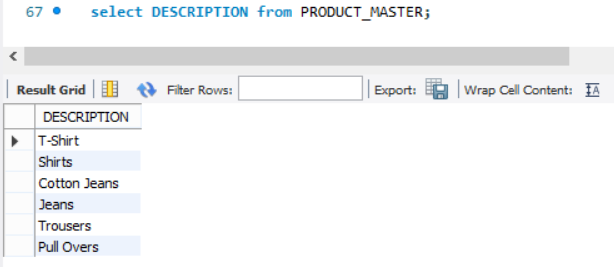 67 select DESCRIPTION from PRODUCT_MASTER;
Result Grid Filter Rows: Export: Wrap Cell Content: IA
DESCRIPTION
T-Shirt
Shirts
Cotton Jeans
Jeans
Trousers
Pull Overs